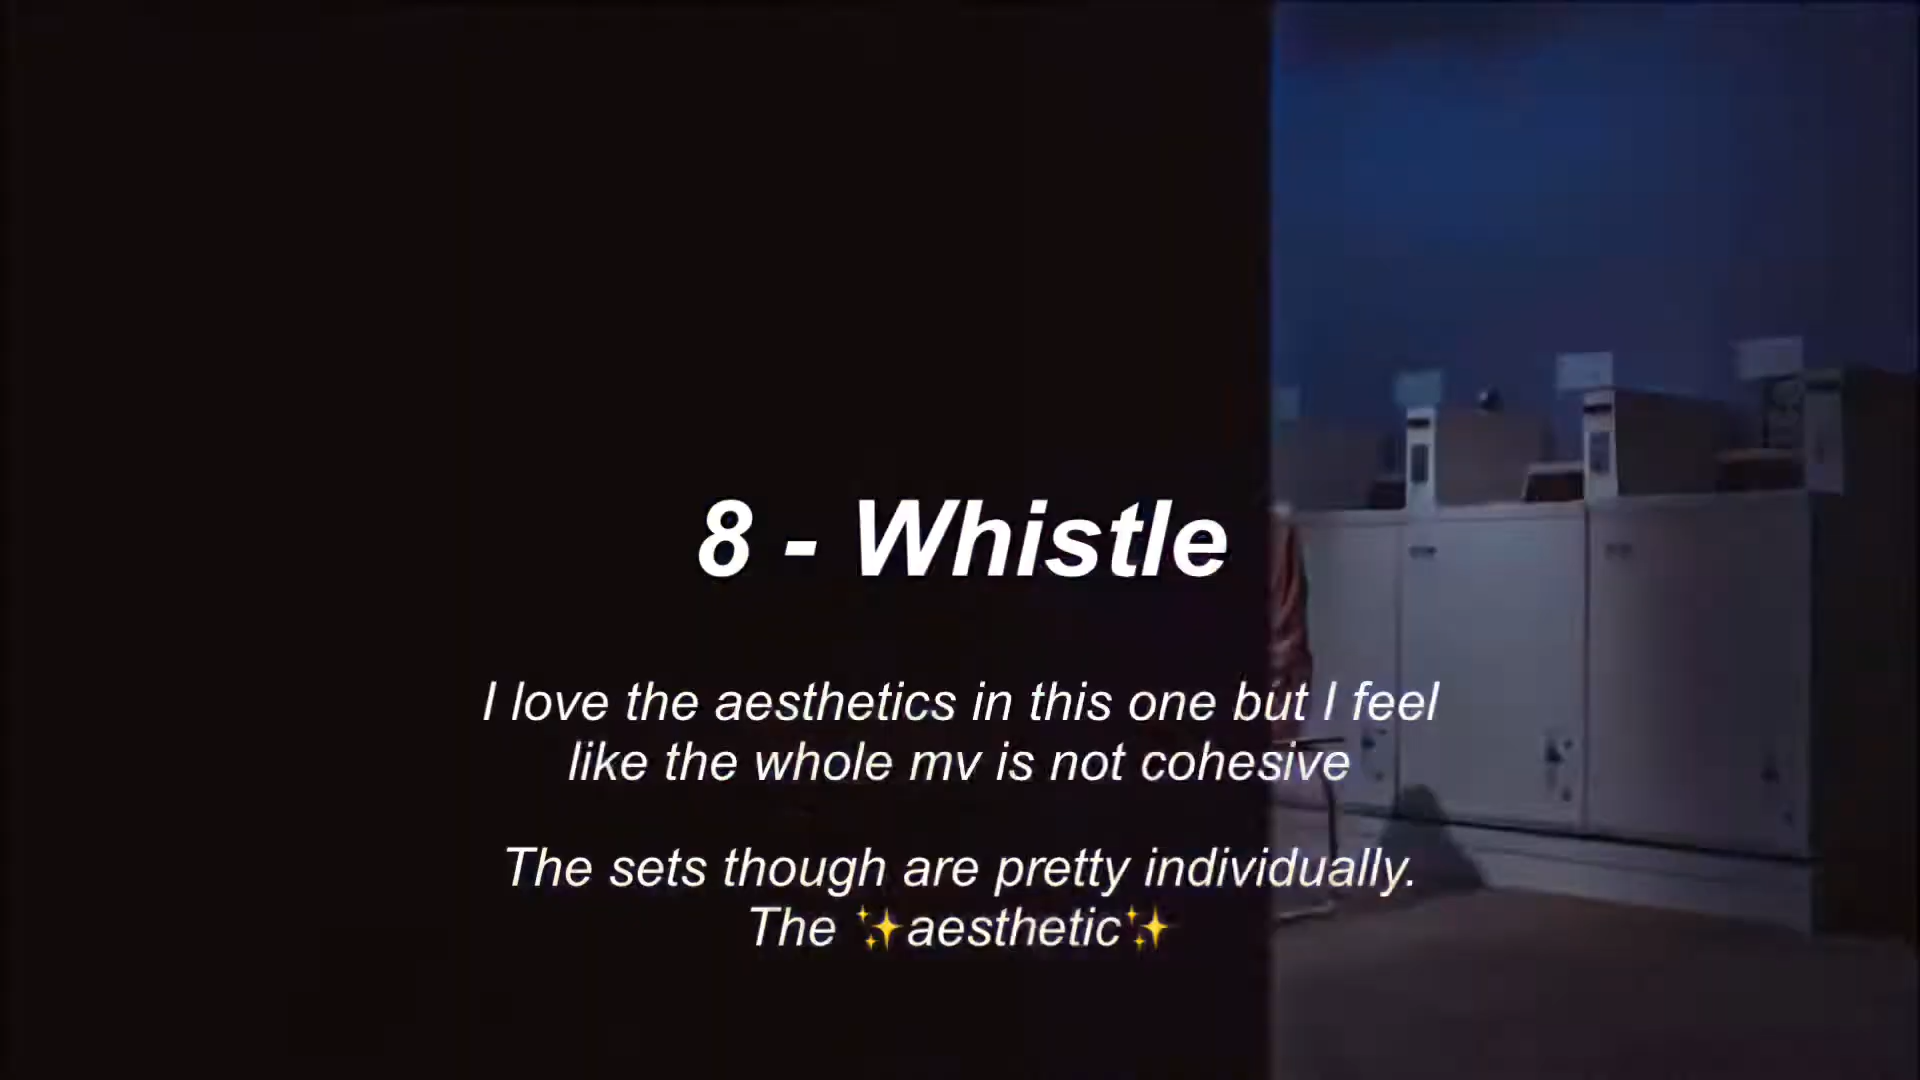 8 - Whistle
I love the aesthetics in this one but I feel
like the whole mv is not cohesive
The sets though are pretty individually.
The ✨aesthetic✨